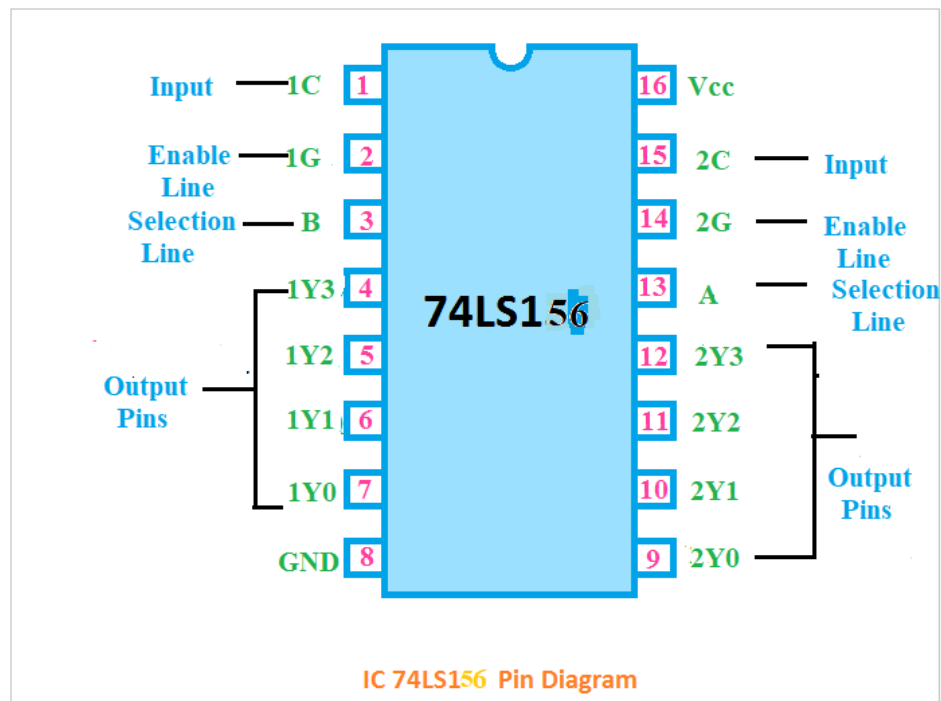 Input 1C 1 16 Vcc
Enable Line 1G 2 15 2C Input
Selection Line B 3 14 2G Enable Line
1Y3 4 13 A Selection Line
74LS156
1Y2 5 12 2Y3
Output Pins
1Y1 6 11 2Y2
1Y0 7 10 2Y1
Output Pins
GND 8 9 2Y0
IC 74LS156 Pin Diagram